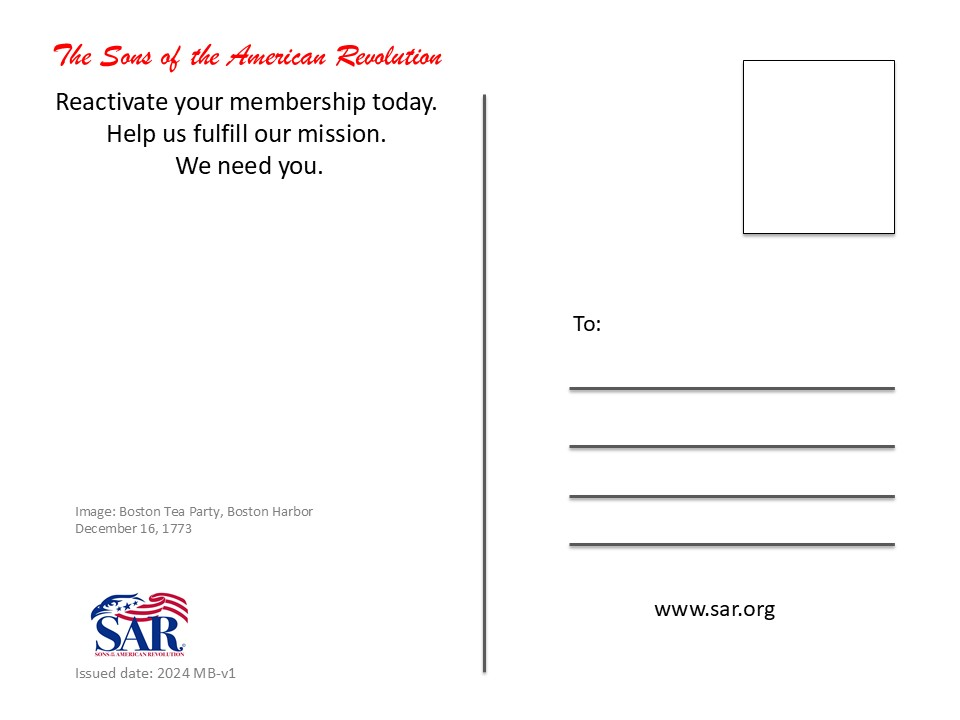 The Sons of the American Revolution
Reactivate your membership today.
Help us fulfill our mission.
We need you.
Image: Boston Tea Party, Boston Harbor
December 16, 1773
SAR
SONS OF THE AMERICAN REVOLUTION
Issued date: 2024 MB-v1
To:
www.sar.org